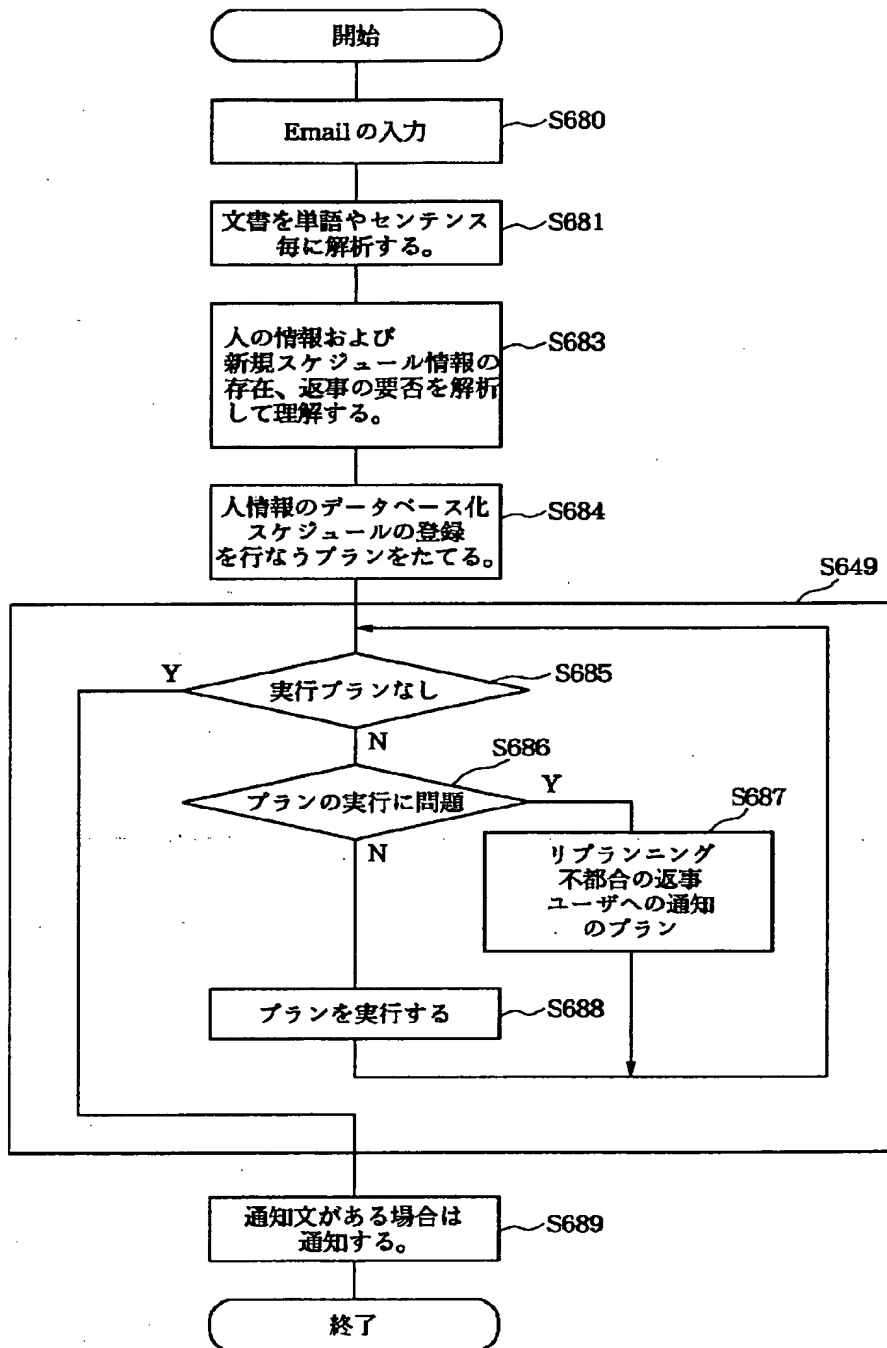 開始
Emailの入力
S680
文書を単語やセンテンス
毎に解析する。
S681
人の情報および
新規スケジュール情報の
存在、返事の要否を解析
して理解する。
S683
人情報のデータベース化
スケジュールの登録
を行なうプランをたてる。
S684
S649
実行プランなし
S685
Y
N
プランの実行に問題
S686
Y
N
リプランニング
不都合の返事
ユーザへの通知
のプラン
S687
プランを実行する
S688
通知文がある場合は
通知する。
S689
終了